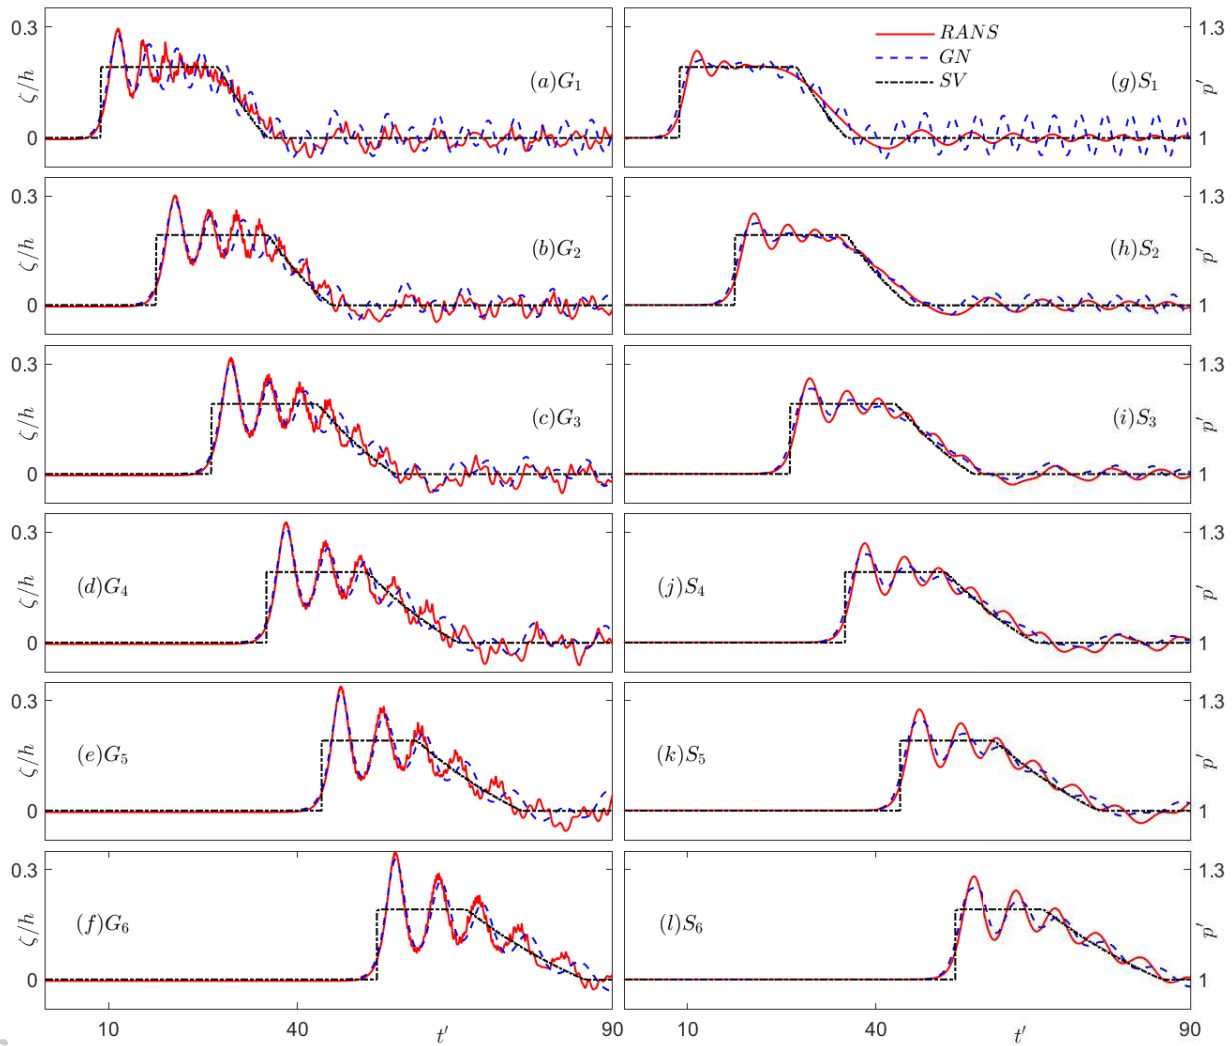 0.3
ζ/h
0
(a)G₁
RANS
GN
SV
(g)S₁
1.3
p′
1
0.3
ζ/h
0
(b)G₂
(h)S₂
1.3
p′
1
0.3
ζ/h
0
(c)G₃
(i)S₃
1.3
p′
1
0.3
ζ/h
0
(d)G₄
(j)S₄
1.3
p′
1
0.3
ζ/h
0
(e)G₅
(k)S₅
1.3
p′
1
0.3
ζ/h
0
(f)G₆
(l)S₆
1.3
p′
1
10 40 t′ 90
10 40 t′ 90